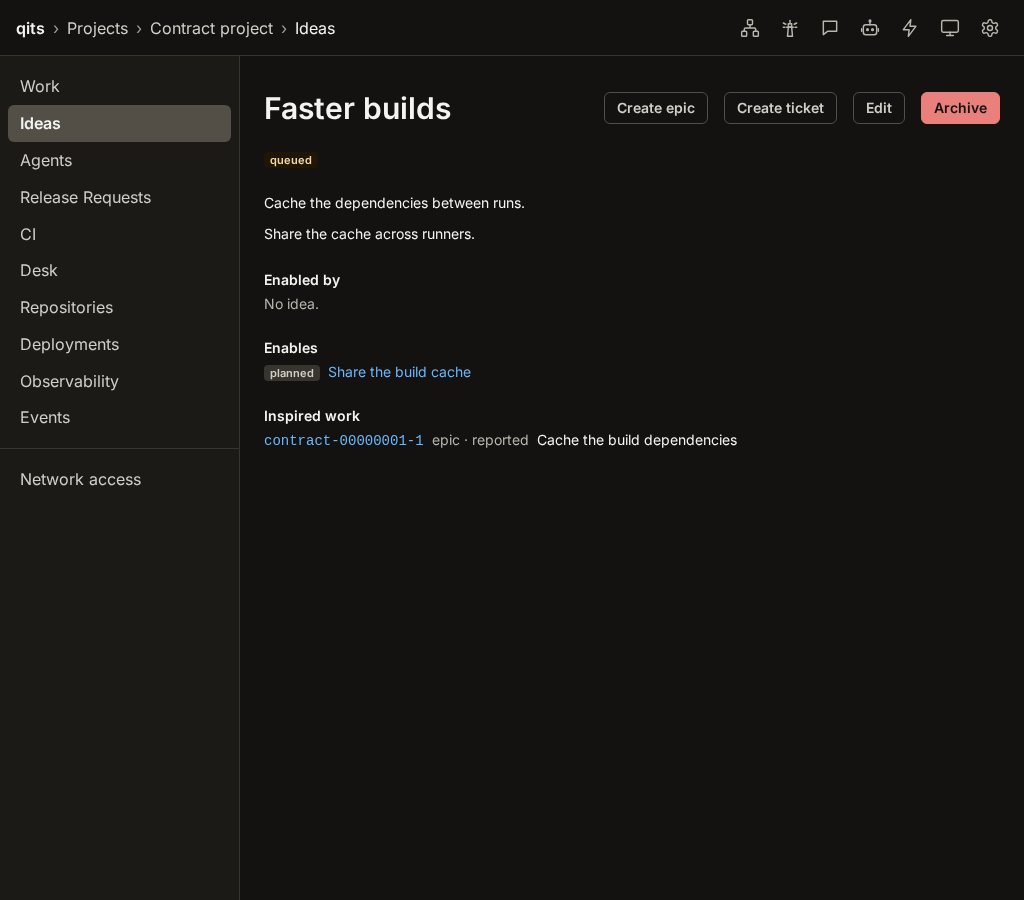 qits › Projects › Contract project › Ideas
Work
Ideas
Agents
Release Requests
CI
Desk
Repositories
Deployments
Observability
Events
Network access
Faster builds
Create epic
Create ticket
Edit
Archive
queued
Cache the dependencies between runs.
Share the cache across runners.
Enabled by
No idea.
Enables
planned Share the build cache
Inspired work
contract-00000001-1 epic · reported Cache the build dependencies